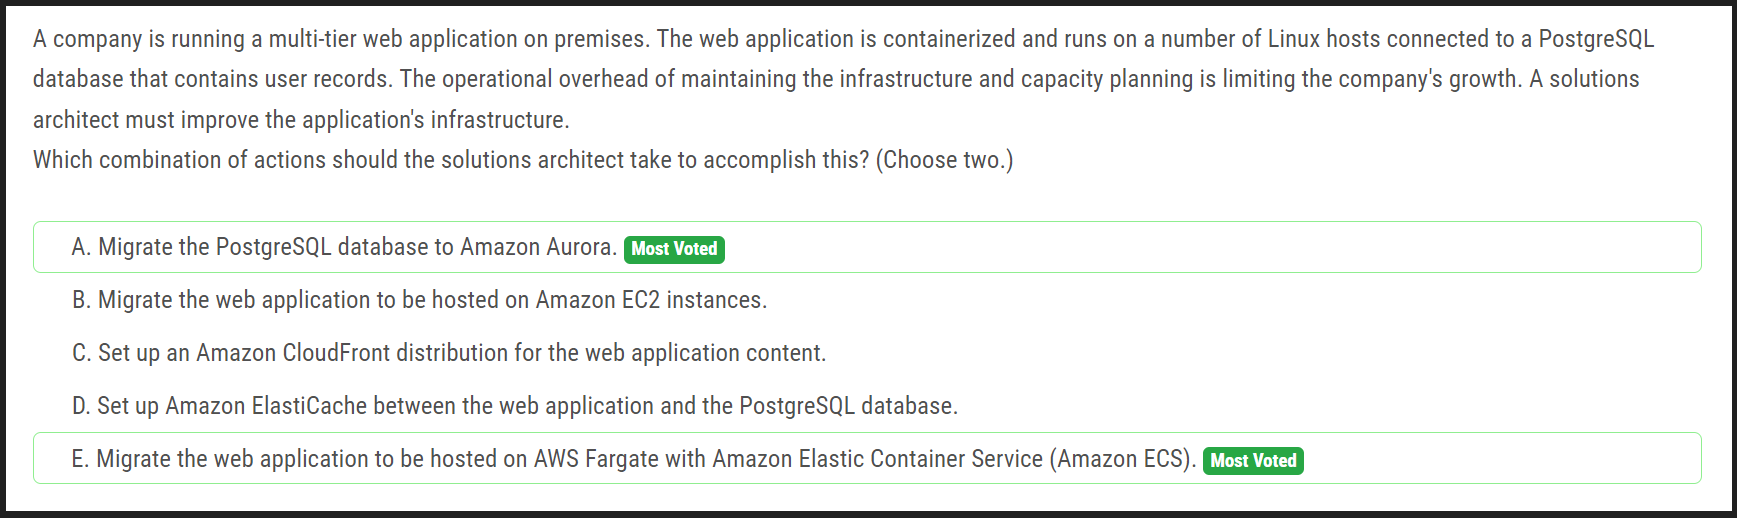 A company is running a multi-tier web application on premises. The web application is containerized and runs on a number of Linux hosts connected to a PostgreSQL
database that contains user records. The operational overhead of maintaining the infrastructure and capacity planning is limiting the company's growth. A solutions
architect must improve the application's infrastructure.
Which combination of actions should the solutions architect take to accomplish this? (Choose two.)
A. Migrate the PostgreSQL database to Amazon Aurora. Most Voted
B. Migrate the web application to be hosted on Amazon EC2 instances.
C. Set up an Amazon CloudFront distribution for the web application content.
D. Set up Amazon ElastiCache between the web application and the PostgreSQL database.
E. Migrate the web application to be hosted on AWS Fargate with Amazon Elastic Container Service (Amazon ECS). Most Voted